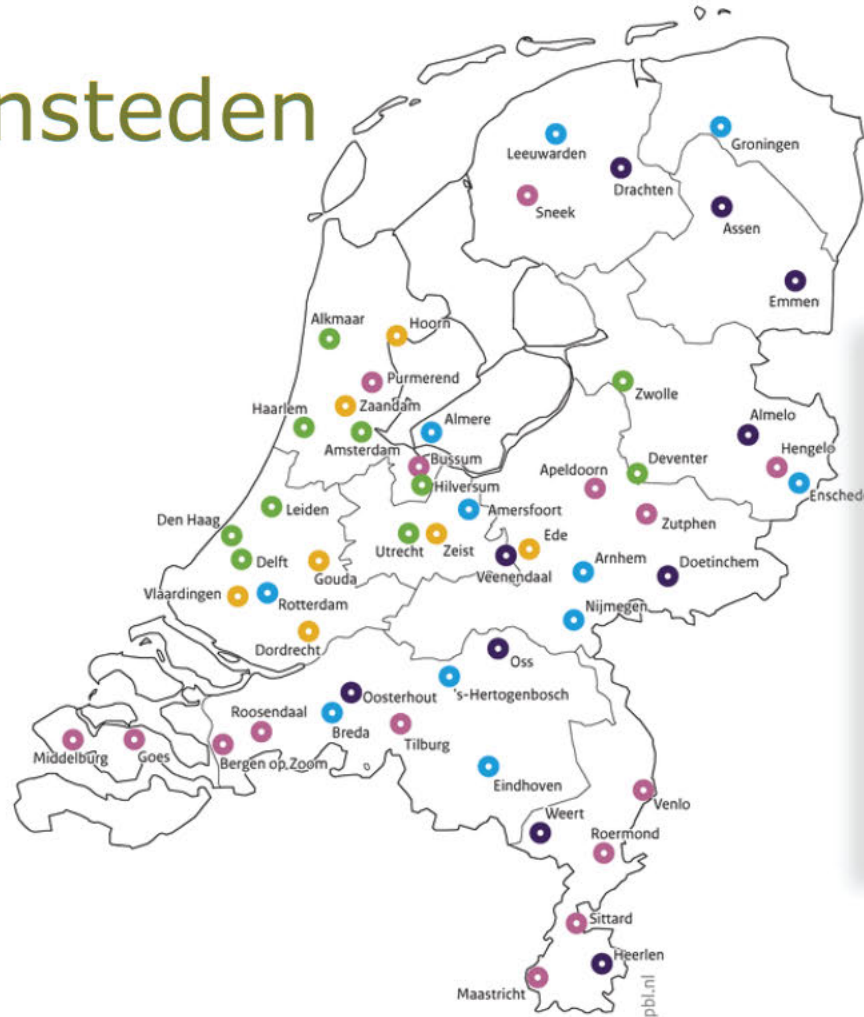 nsteden
Leeuwarden
Groningen
Drachten
Sneek
Assen
Emmen
Alkmaar
Hoorn
Purmerend
Zwolle
Haarlem
Zaandam
Almere
Almelo
Amsterdam
Bussum
Apeldoorn
Deventer
Hengelo
Hilversum
Enschede
Leiden
Amersfoort
Den Haag
Zutphen
Utrecht
Zeist
Ede
Delft
Gouda
Veenendaal
Arnhem
Doetinchem
Vlaardingen
Rotterdam
Nijmegen
Dordrecht
Oss
Oosterhout
's-Hertogenbosch
Roosendaal
Breda
Tilburg
Middelburg
Goes
Bergen op Zoom
Eindhoven
Venlo
Weert
Roermond
Sittard
Heerlen
Maastricht
pbl.nl